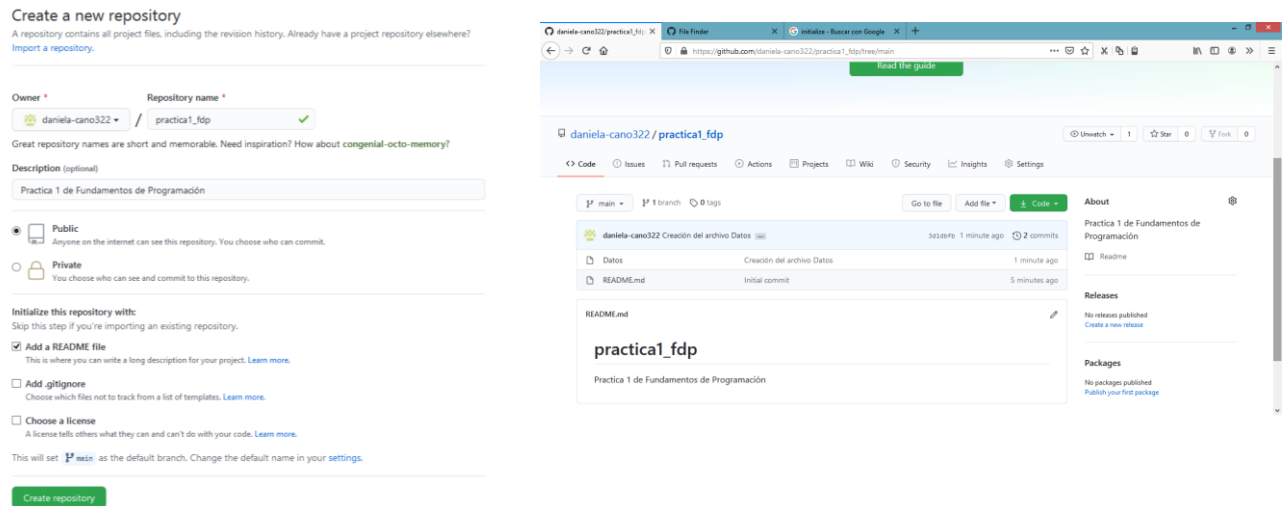 Create a new repository
A repository contains all project files, including the revision history. Already have a project repository elsewhere?
Import a repository.
Owner *
Repository name *
daniela-cano322
/
practica1_fdp
Great repository names are short and memorable. Need inspiration? How about congenial-octo-memory?
Description (optional)
Practica 1 de Fundamentos de Programación
Public
Anyone on the internet can see this repository. You choose who can commit.
Private
You choose who can see and commit to this repository.
Initialize this repository with:
Skip this step if you're importing an existing repository.
Add a README file
This is where you can write a long description for your project. Learn more.
Add .gitignore
Choose which files not to track from a list of templates. Learn more.
Choose a license
A license tells others what they can and can't do with your code. Learn more.
This will set main as the default branch. Change the default name in your settings.
Create repository
daniela-cano322/practica1_fdp
File Finder
initialize - Buscar con Google
https://github.com/daniela-cano322/practica1_fdp/tree/main
Read the guide
daniela-cano322 / practica1_fdp
Unwatch 1
Star 0
Fork 0
Code
Issues
Pull requests
Actions
Projects
Wiki
Security
Insights
Settings
main
1 branch
0 tags
Go to file
Add file
Code
daniela-cano322 Creación del archivo Datos
1 minute ago
2 commits
Datos
Creación del archivo Datos
1 minute ago
README.md
Initial commit
5 minutes ago
README.md
practica1_fdp
Practica 1 de Fundamentos de Programación
About
Practica 1 de Fundamentos de
Programación
Readme
Releases
No releases published
Create a new release
Packages
No packages published
Publish your first package